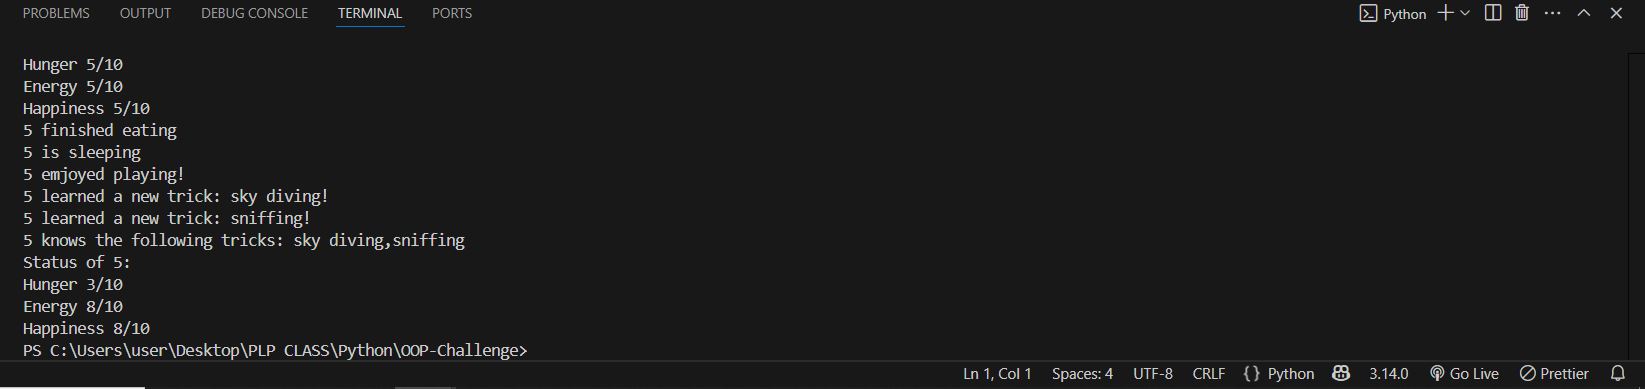 PROBLEMS OUTPUT DEBUG CONSOLE TERMINAL PORTS Python
Hunger 5/10
Energy 5/10
Happiness 5/10
5 finished eating
5 is sleeping
5 emjoyed playing!
5 learned a new trick: sky diving!
5 learned a new trick: sniffing!
5 knows the following tricks: sky diving,sniffing
Status of 5:
Hunger 3/10
Energy 8/10
Happiness 8/10
PS C:\Users\user\Desktop\PLP CLASS\Python\OOP-Challenge>
Ln 1, Col 1 Spaces: 4 UTF-8 CRLF {} Python 3.14.0 Go Live Prettier